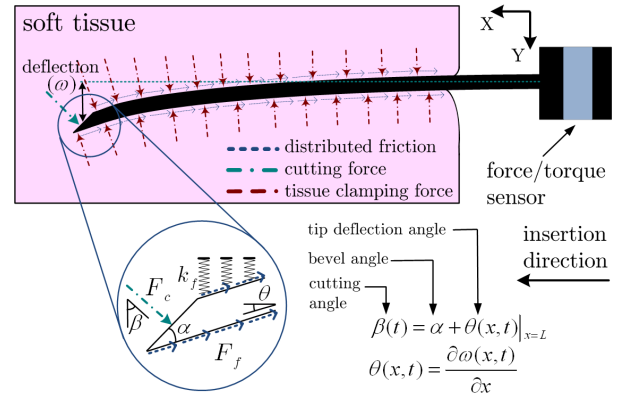 soft tissue
X
Y
deflection
(ω)
distributed friction
cutting force
tissue clamping force
force/torque
sensor
tip deflection angle
bevel angle
cutting
angle
insertion
direction
k_f
F_c
θ
β
α
F_f
β(t) = α + θ(x,t)|_{x=L}
θ(x,t) = ∂ω(x,t)/∂x